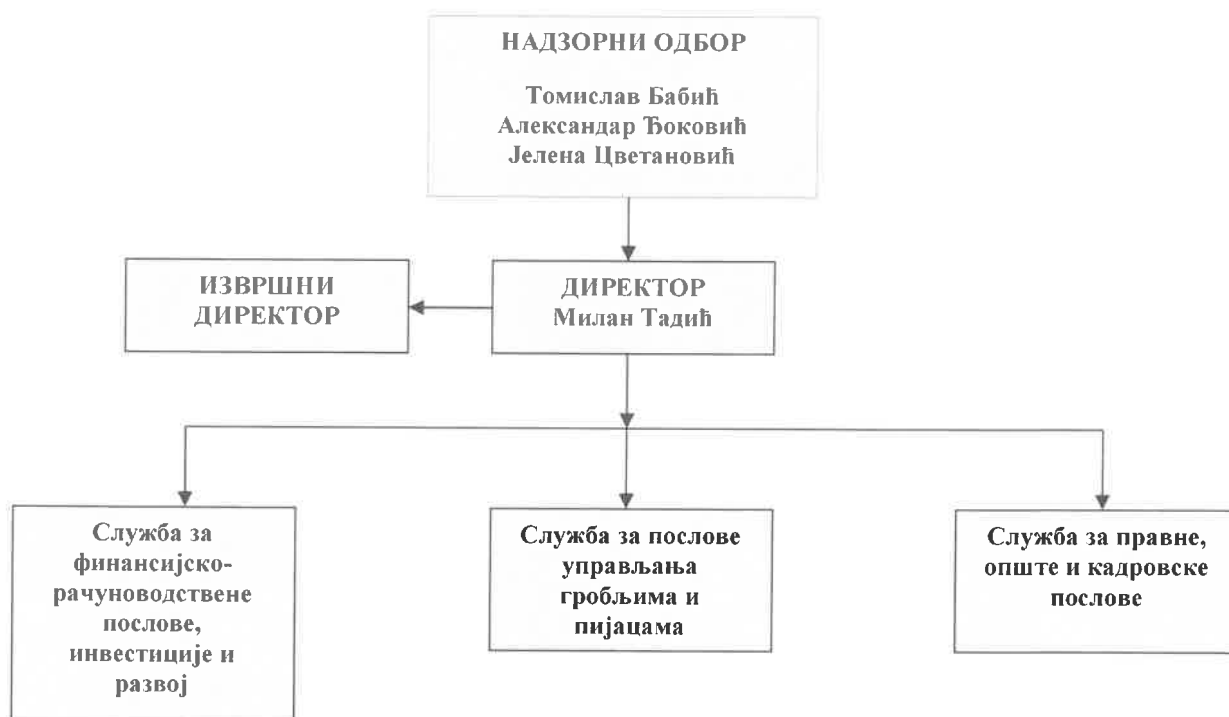 НАДЗОРНИ ОДБОР
Томислав Бабић
Александар Ђоковић
Јелена Цветановић
ИЗВРШНИ
ДИРЕКТОР
ДИРЕКТОР
Милан Тадић
Служба за
финансијско-
рачуноводствене
послове,
инвестиције и
развој
Служба за послове
управљања
гробљима и
пијацама
Служба за правне,
опште и кадровске
послове